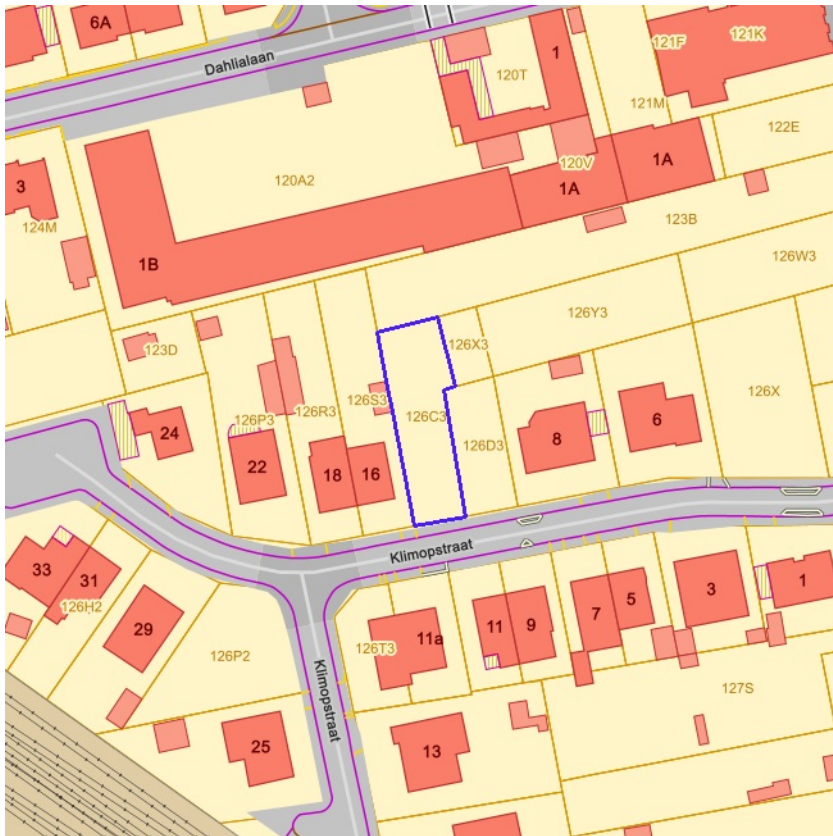 6A
Dahlialaan
1
120T
121F
121K
121M
122E
120V
1A
1A
3
124M
120A2
123B
1B
126W3
126Y3
123D
126X3
126P3
126R3
126S3
126C3
126X
24
22
18
16
126D3
8
6
Klimopstraat
33
31
126H2
29
126P2
126T3
11a
11
9
7
5
3
1
Klimopstraat
127S
25
13